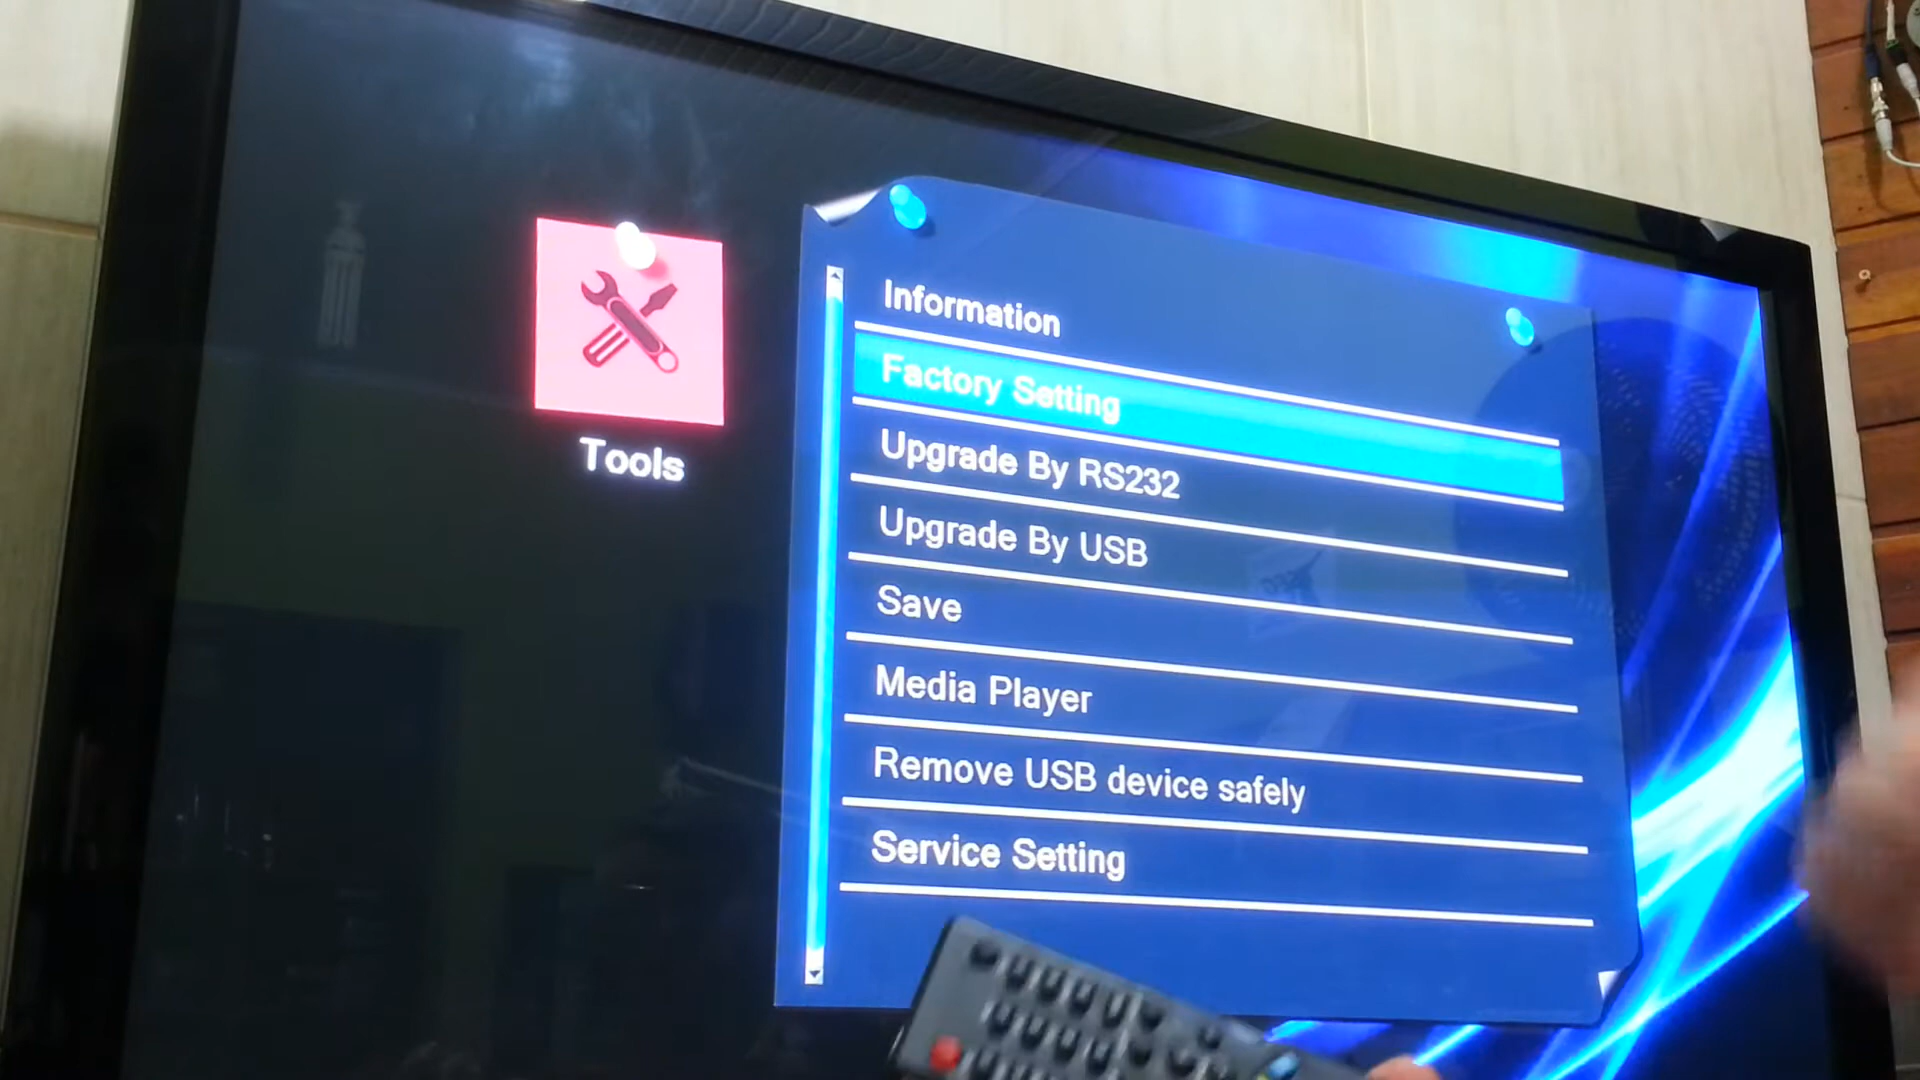 Tools
Information
Factory Setting
Upgrade By RS232
Upgrade By USB
Save
Media Player
Remove USB device safely
Service Setting